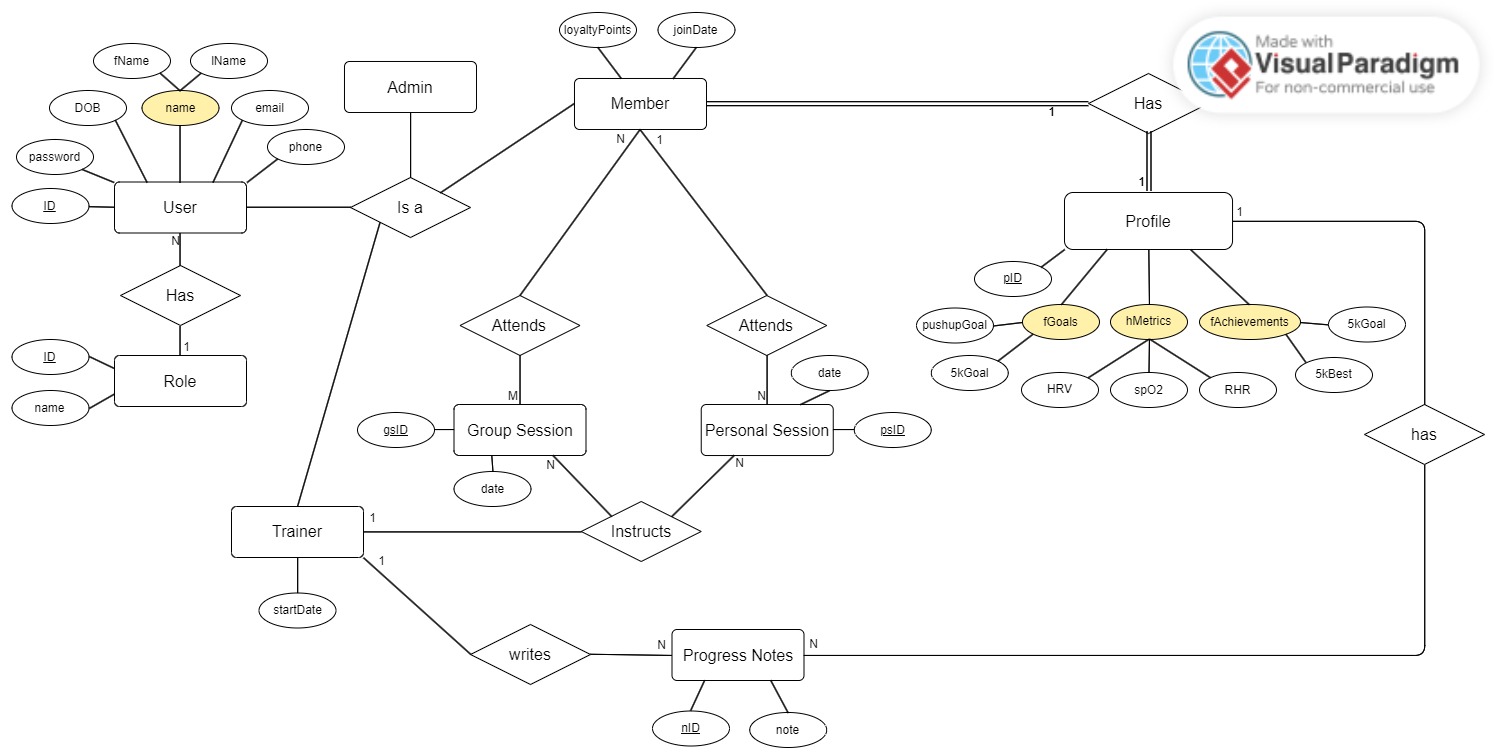 loyaltyPoints
joinDate
Made with
Visual Paradigm
For non-commercial use
fName
lName
Admin
Member
1
Has
DOB
name
email
N
1
password
phone
1
ID
User
Is a
Profile
1
N
Has
pID
1
pushupGoal
fGoals
hMetrics
fAchievements
5kGoal
Attends
Attends
ID
Role
name
5kGoal
HRV
spO2
RHR
5kBest
date
M
N
gsID
Group Session
Personal Session
psID
has
N
N
date
Trainer
1
Instructs
1
startDate
writes
N
Progress Notes
N
nID
note